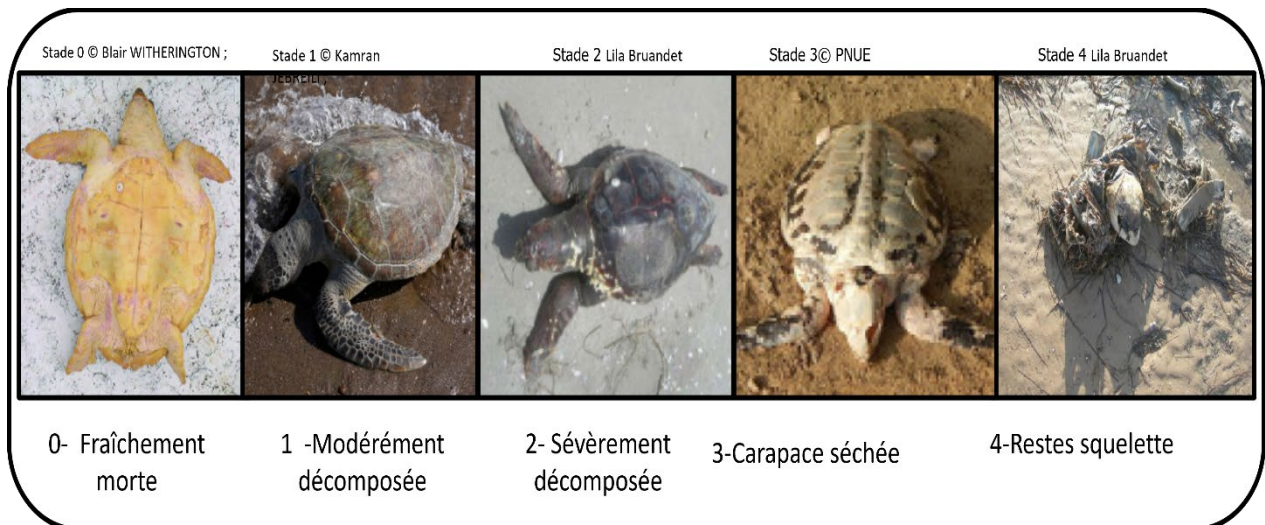 Stade 0 © Blair WITHERINGTON ;
Stade 1 © Kamran
JEBREILI ;
Stade 2 Lila Bruandet
Stade 3© PNUE
Stade 4 Lila Bruandet
0- Fraîchement
morte
1 -Modérément
décomposée
2- Sévèrement
décomposée
3-Carapace séchée
4-Restes squelette